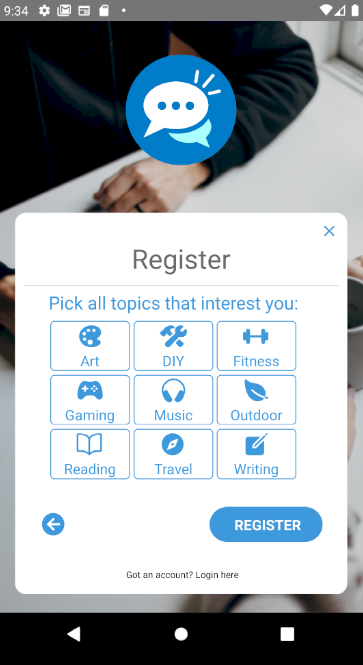 9:34
Register
Pick all topics that interest you:
Art DIY Fitness
Gaming Music Outdoor
Reading Travel Writing
REGISTER
Got an account? Login here